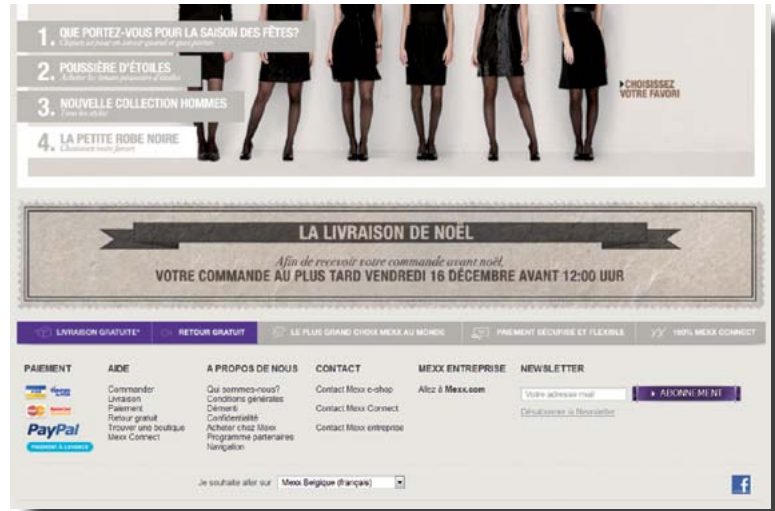 1. QUE PORTEZ-VOUS POUR LA SAISON DES FÊTES?
2. POUSSIÈRE D'ÉTOILES
3. NOUVELLE COLLECTION HOMMES
Tous les styles
4. LA PETITE ROBE NOIRE
Choisissez votre favori
CHOISISSEZ
VOTRE FAVORI
LA LIVRAISON DE NOËL
Afin de recevoir votre commande avant noël,
VOTRE COMMANDE AU PLUS TARD VENDREDI 16 DÉCEMBRE AVANT 12:00 UUR
LIVRAISON GRATUITE*
RETOUR GRATUIT
LE PLUS GRAND CHOIX MEXX AU MONDE
PAIEMENT SÉCURISÉ ET FLEXIBLE
100% MEXX CONNECT
PAIEMENT
PayPal
AIDE
Commander
Livraison
Paiement
Retour gratuit
Trouver une boutique
Mexx Connect
A PROPOS DE NOUS
Qui sommes-nous?
Conditions générales
Démenti
Confidentialité
Acheter chez Mexx
Programme partenaires
Navigation
CONTACT
Contact Mexx e-shop
Contact Mexx Connect
Contact Mexx entreprise
MEXX ENTREPRISE
Allez à Mexx.com
NEWSLETTER
Votre adresse mail
ABONNEMENT
Désabonner la Newsletter
Je souhaite aller sur Mexx Belgique (français)
f